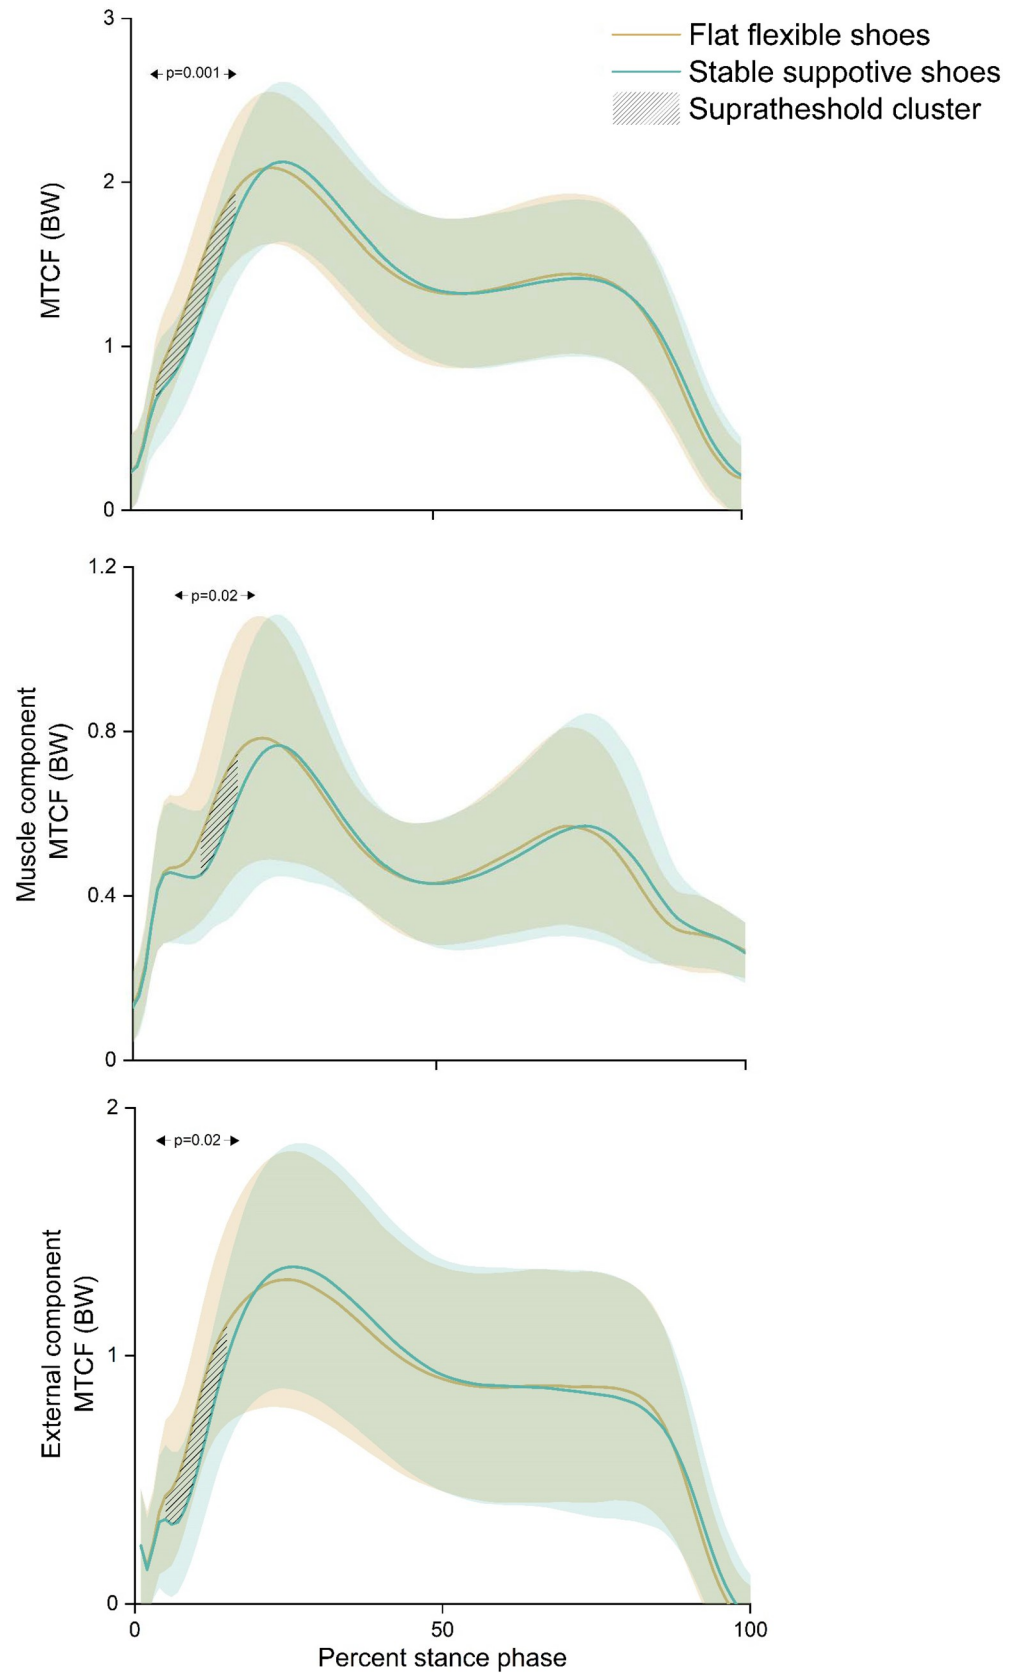 3
Flat flexible shoes
Stable suppotive shoes
Supratheshold cluster
p=0.001
2
MTCF (BW)
1
0
1.2
p=0.02
0.8
Muscle component
MTCF (BW)
0.4
0
2
p=0.02
External component
MTCF (BW)
1
0
0 50 100
Percent stance phase